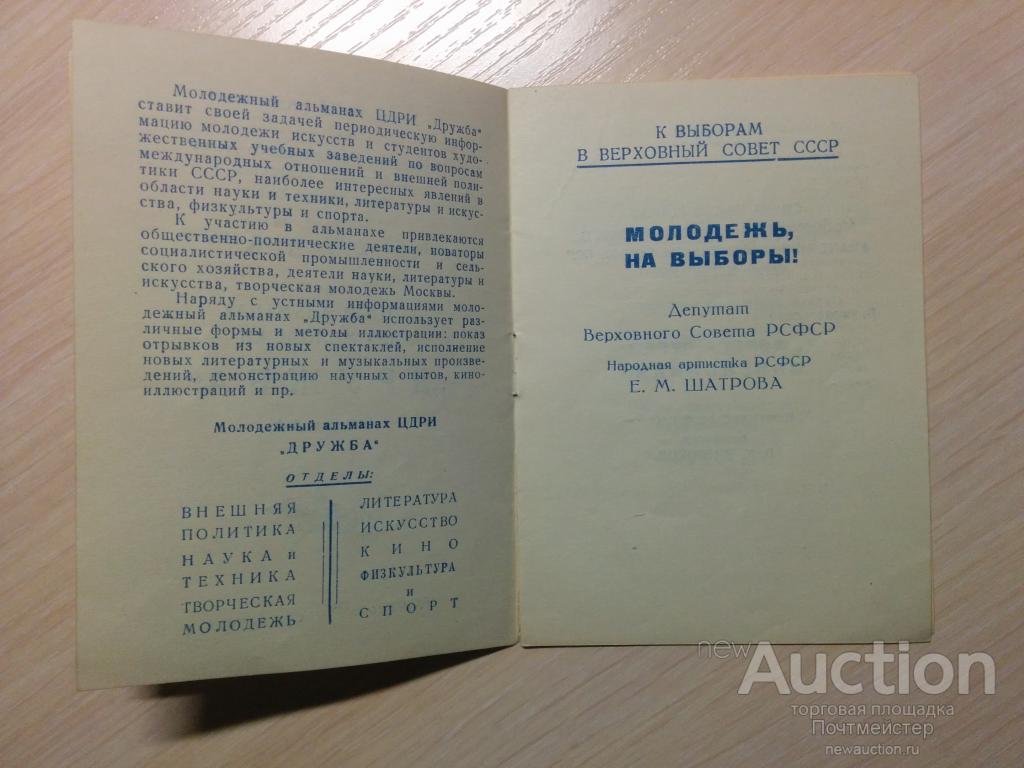 Молодежный альманах ЦДРИ „Дружба“
ставит своей задачей периодическую инфор-
мацию молодежи искусств и студентов худо-
жественных учебных заведений по вопросам
международных отношений и внешней поли-
тики СССР, наиболее интересных явлений в
области науки и техники, литературы и искус-
ства, физкультуры и спорта.
К участию в альманахе привлекаются
общественно-политические деятели, новаторы
социалистической промышленности и сель-
ского хозяйства, деятели науки, литературы и
искусства, творческая молодежь Москвы.
Наряду с устными информациями моло-
дежный альманах „Дружба“ использует раз-
личные формы и методы иллюстрации: показ
отрывков из новых спектаклей, исполнение
новых литературных и музыкальных произве-
дений, демонстрацию научных опытов, кино-
иллюстраций и пр.
Молодежный альманах ЦДРИ
„ДРУЖБА“
ОТДЕЛЫ:
ВНЕШНЯЯ
ПОЛИТИКА
НАУКА и
ТЕХНИКА
ТВОРЧЕСКАЯ
МОЛОДЕЖЬ
ЛИТЕРАТУРА
ИСКУССТВО
КИНО
ФИЗКУЛЬТУРА
и
СПОРТ
К ВЫБОРАМ
В ВЕРХОВНЫЙ СОВЕТ СССР
МОЛОДЕЖЬ,
НА ВЫБОРЫ!
Депутат
Верховного Совета РСФСР
Народная артистка РСФСР
Е. М. ШАТРОВА
newAuction
торговая площадка
Почтмейстер
newauction.ru